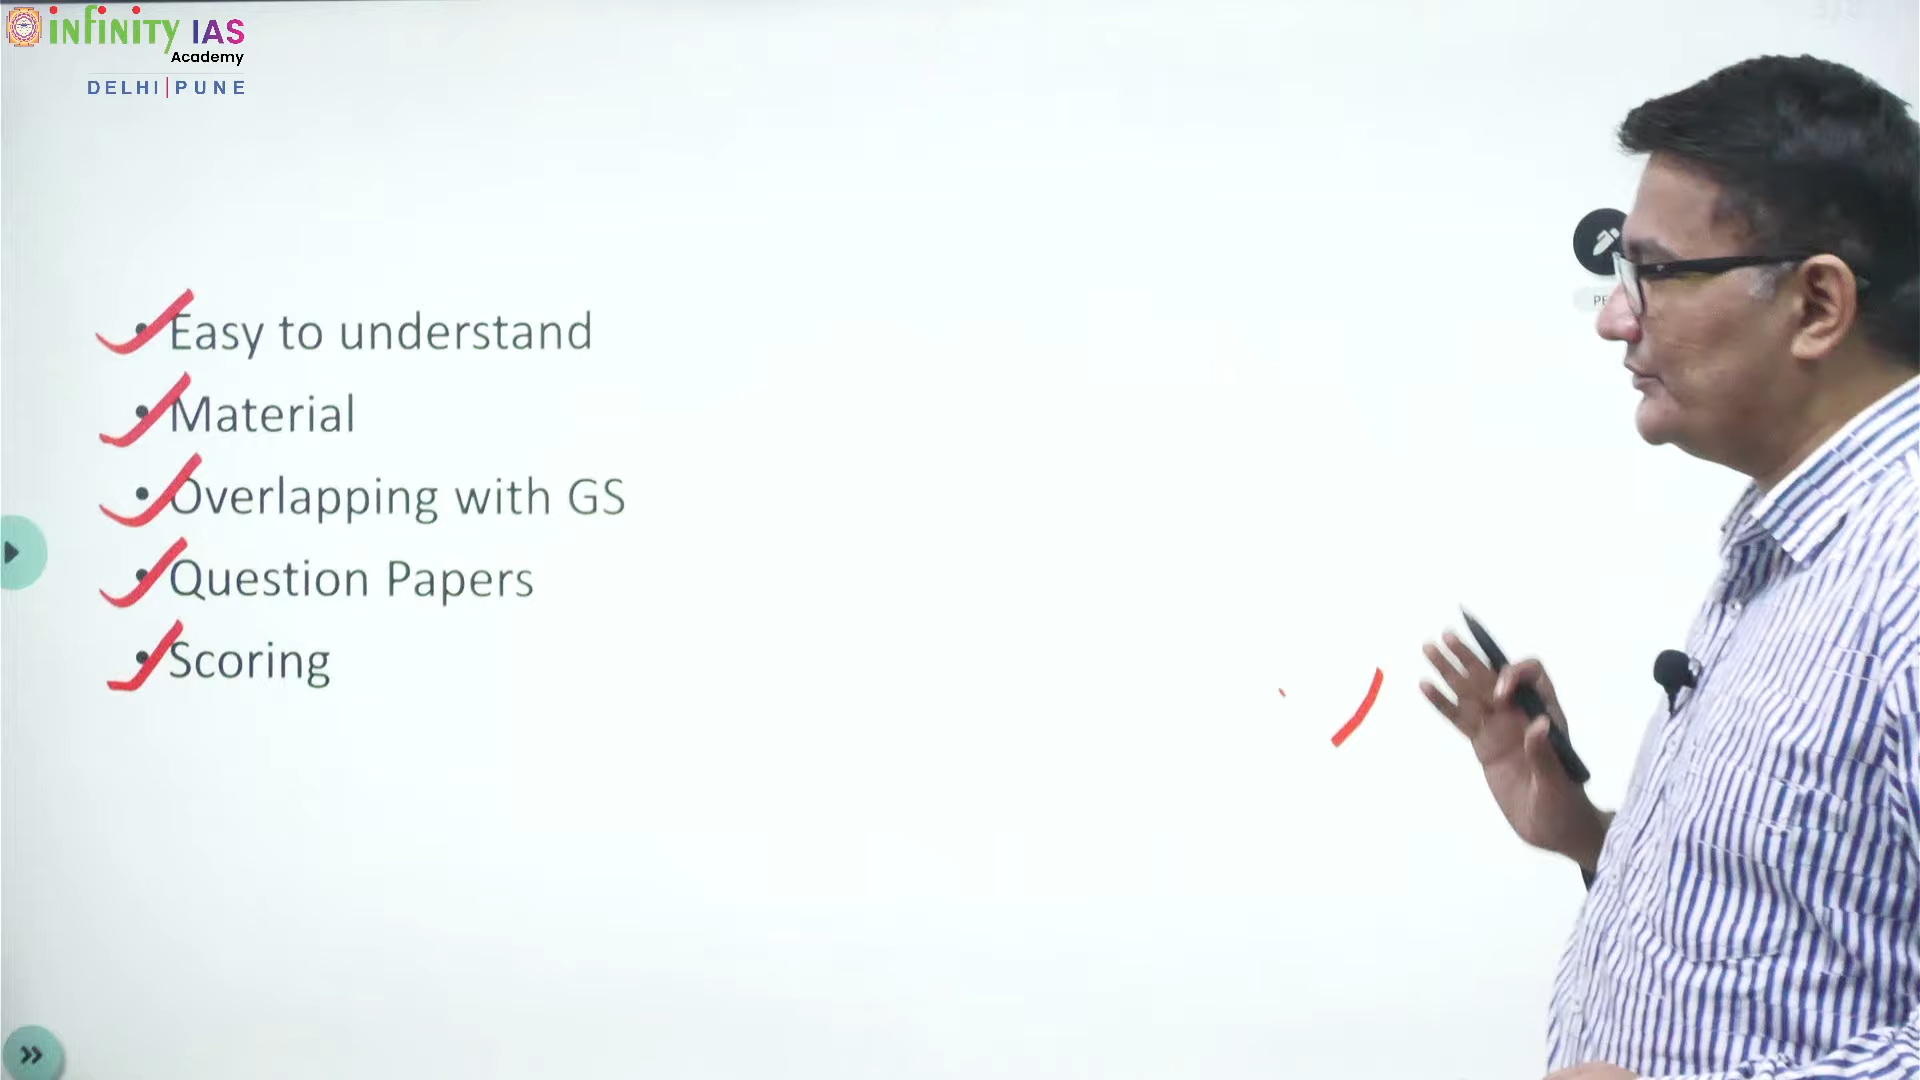 infinity IAS
Academy
DELHI|PUNE
• Easy to understand
• Material
• Overlapping with GS
• Question Papers
• Scoring